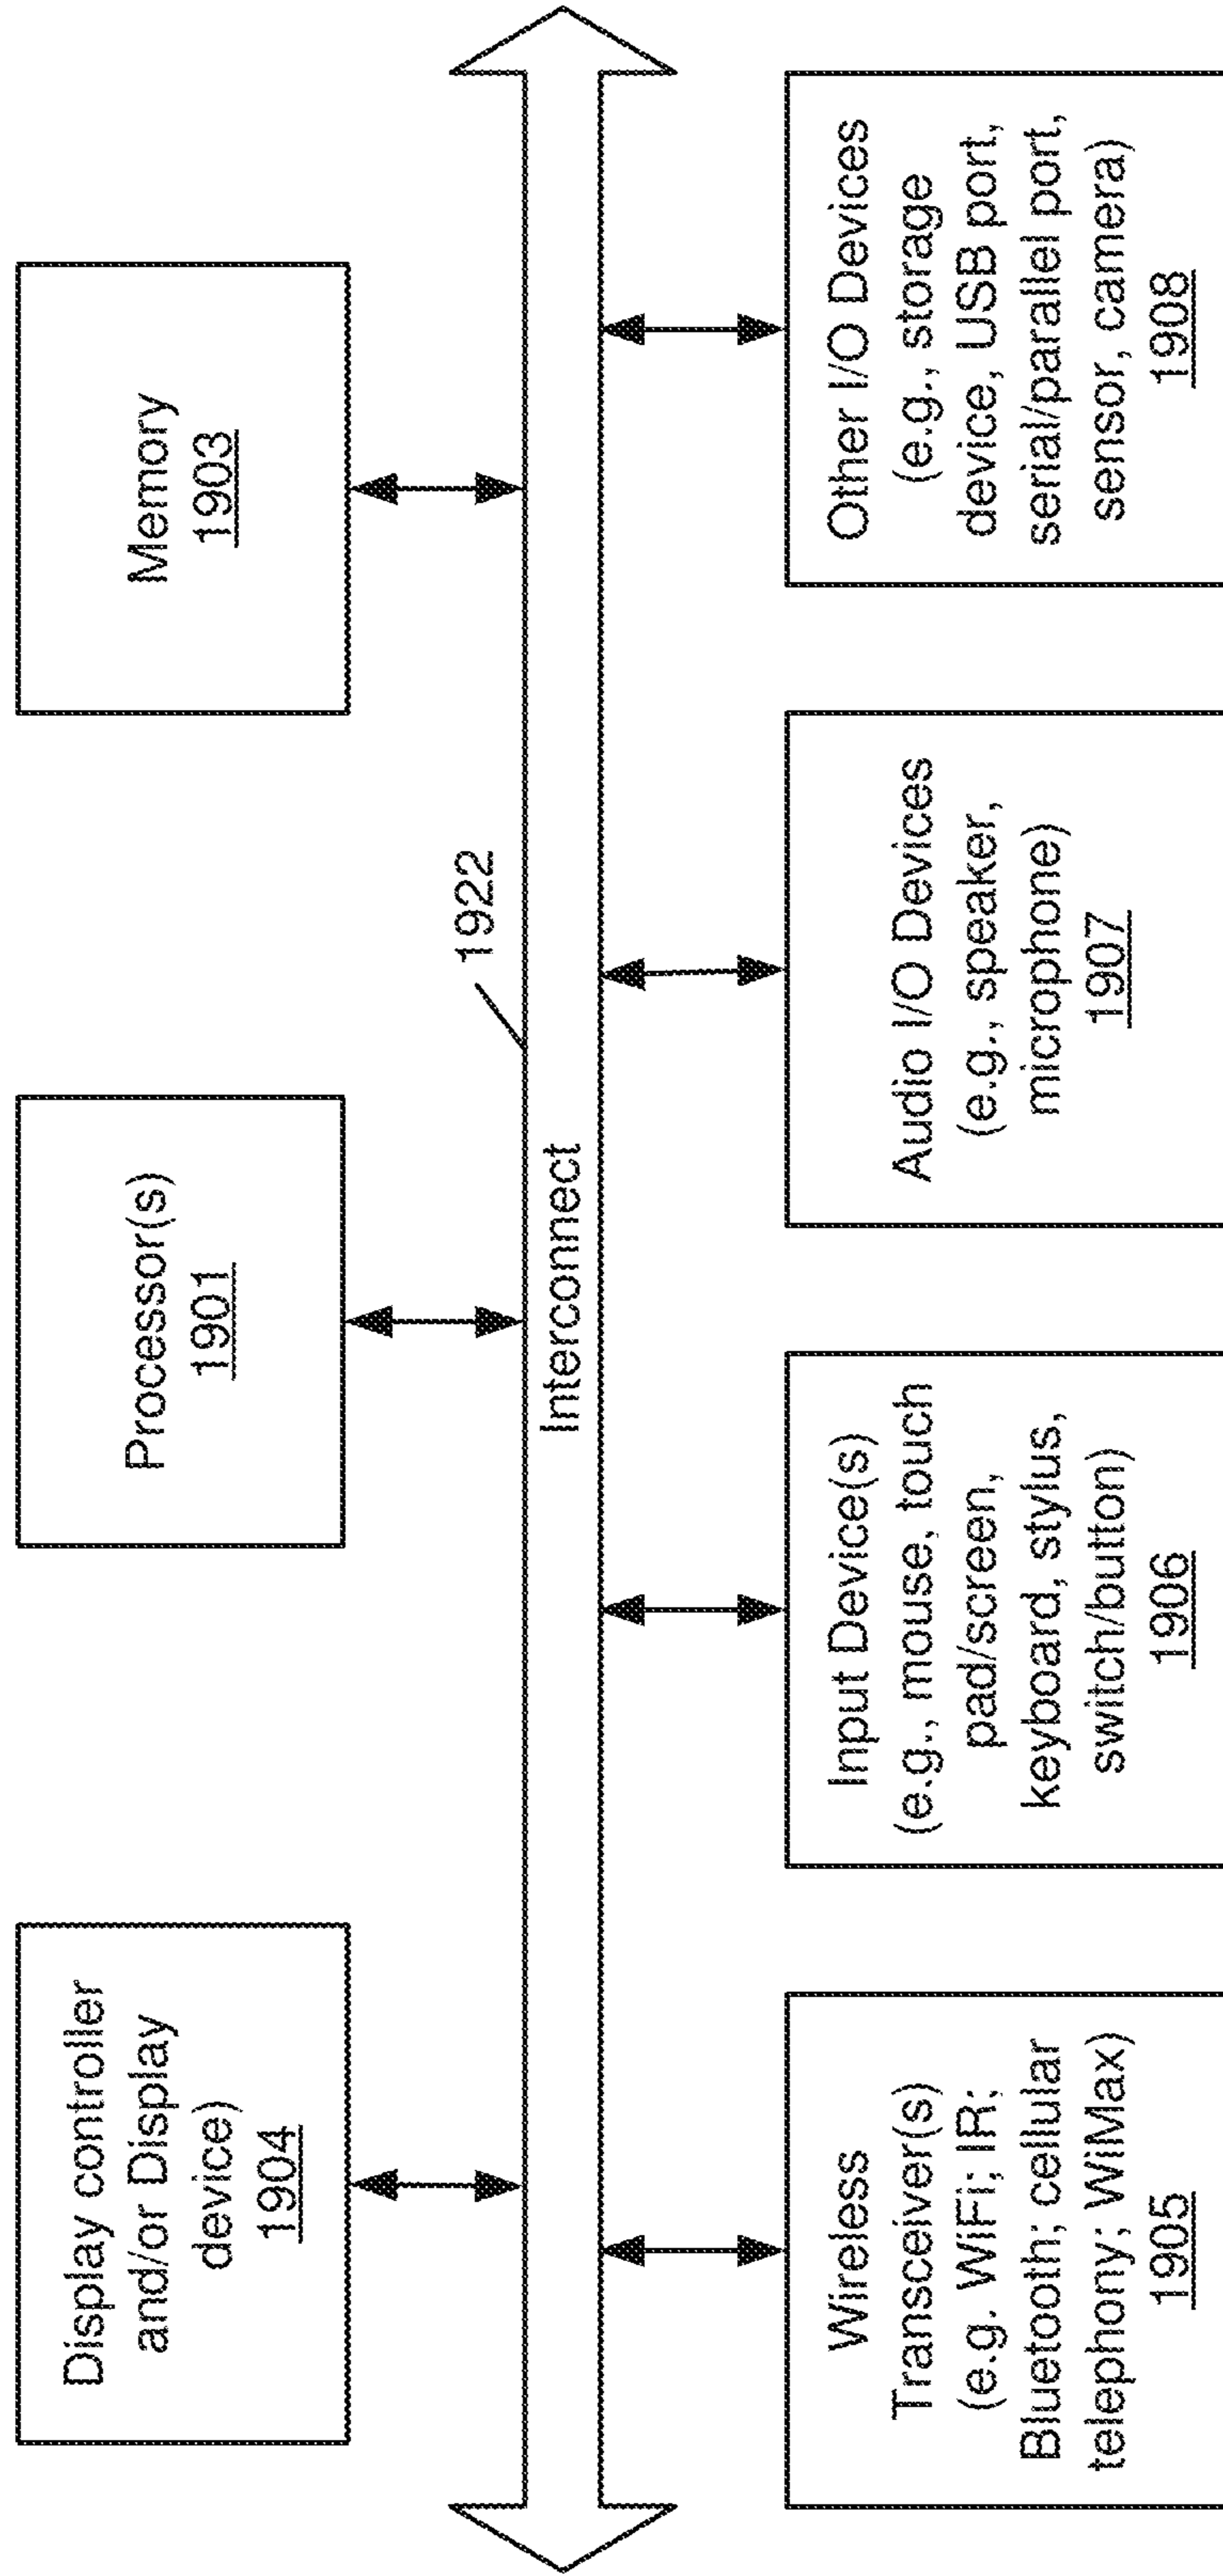 Display controller
and/or Display
device)
1904
Processor(s)
1901
Memory
1903
1922
Interconnect
Wireless
Transceiver(s)
(e.g. WiFi; IR;
Bluetooth; cellular
telephony; WiMax)
1905
Input Device(s)
(e.g., mouse, touch
pad/screen,
keyboard, stylus,
switch/button)
1906
Audio I/O Devices
(e.g., speaker,
microphone)
1907
Other I/O Devices
(e.g., storage
device, USB port,
serial/parallel port,
sensor, camera)
1908